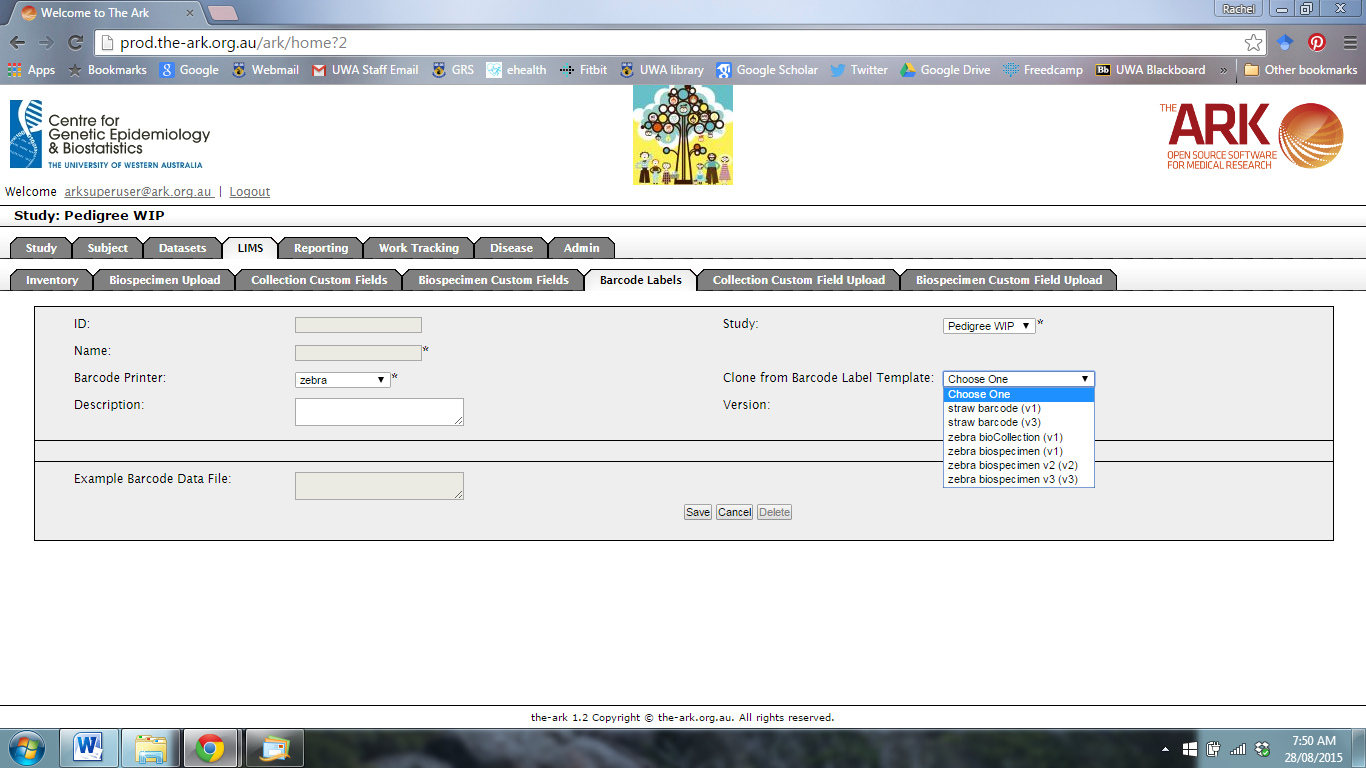 Welcome to The Ark
Rachel
prod.the-ark.org.au/ark/home?2
Apps Bookmarks Google Webmail UWA Staff Email GRS ehealth Fitbit UWA library Google Scholar Twitter Google Drive Freedcamp Bb UWA Blackboard » Other bookmarks
Centre for
Genetic Epidemiology
& Biostatistics
THE UNIVERSITY OF WESTERN AUSTRALIA
THE ARK
OPEN SOURCE SOFTWARE
FOR MEDICAL RESEARCH
Welcome arksuperuser@ark.org.au | Logout
Study: Pedigree WIP
Study Subject Datasets LIMS Reporting Work Tracking Disease Admin
Inventory Biospecimen Upload Collection Custom Fields Biospecimen Custom Fields Barcode Labels Collection Custom Field Upload Biospecimen Custom Field Upload
ID: Study: Pedigree WIP *
Name: *
Barcode Printer: zebra * Clone from Barcode Label Template: Choose One
Description: Version:
Choose One
straw barcode (v1)
straw barcode (v3)
zebra bioCollection (v1)
zebra biospecimen (v1)
zebra biospecimen v2 (v2)
zebra biospecimen v3 (v3)
Example Barcode Data File:
Save Cancel Delete
the-ark 1.2 Copyright © the-ark.org.au. All rights reserved.
7:50 AM
28/08/2015